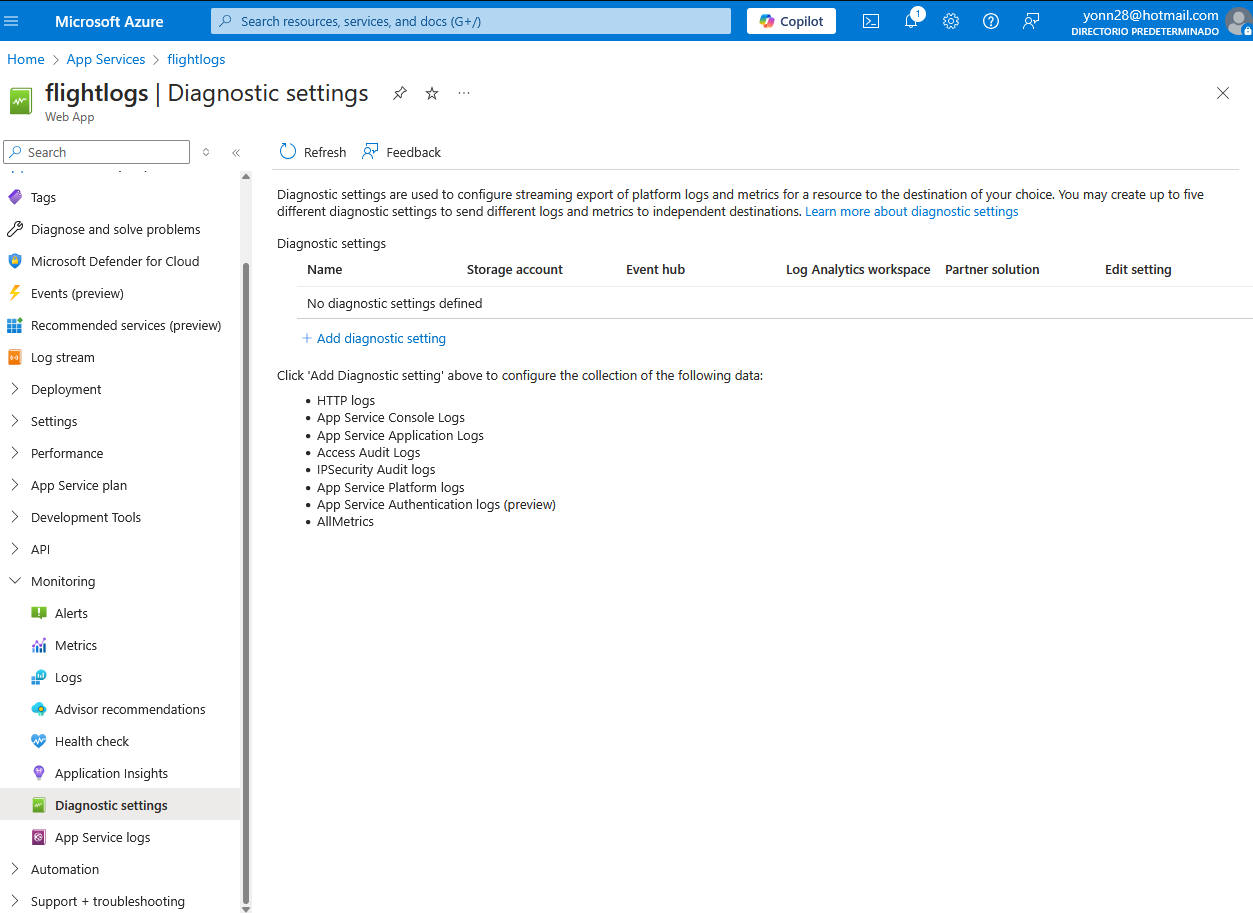 Microsoft Azure
Search resources, services, and docs (G+/)
Copilot
1
yonn28@hotmail.com
DIRECTORIO PREDETERMINADO
Home > App Services > flightlogs
flightlogs | Diagnostic settings
Web App
Search
Refresh
Feedback
Tags
Diagnose and solve problems
Microsoft Defender for Cloud
Events (preview)
Recommended services (preview)
Log stream
Deployment
Settings
Performance
App Service plan
Development Tools
API
Monitoring
Alerts
Metrics
Logs
Advisor recommendations
Health check
Application Insights
Diagnostic settings
App Service logs
Automation
Support + troubleshooting
Diagnostic settings are used to configure streaming export of platform logs and metrics for a resource to the destination of your choice. You may create up to five
different diagnostic settings to send different logs and metrics to independent destinations. Learn more about diagnostic settings
Diagnostic settings
Name Storage account Event hub Log Analytics workspace Partner solution Edit setting
No diagnostic settings defined
+ Add diagnostic setting
Click 'Add Diagnostic setting' above to configure the collection of the following data:
• HTTP logs
• App Service Console Logs
• App Service Application Logs
• Access Audit Logs
• IPSecurity Audit logs
• App Service Platform logs
• App Service Authentication logs (preview)
• AllMetrics